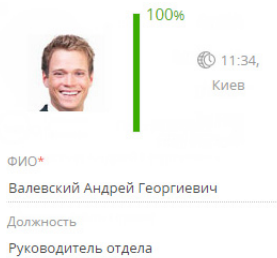 100%
11:34,
Киев
ФИО*
Валевский Андрей Георгиевич
Должность
Руководитель отдела